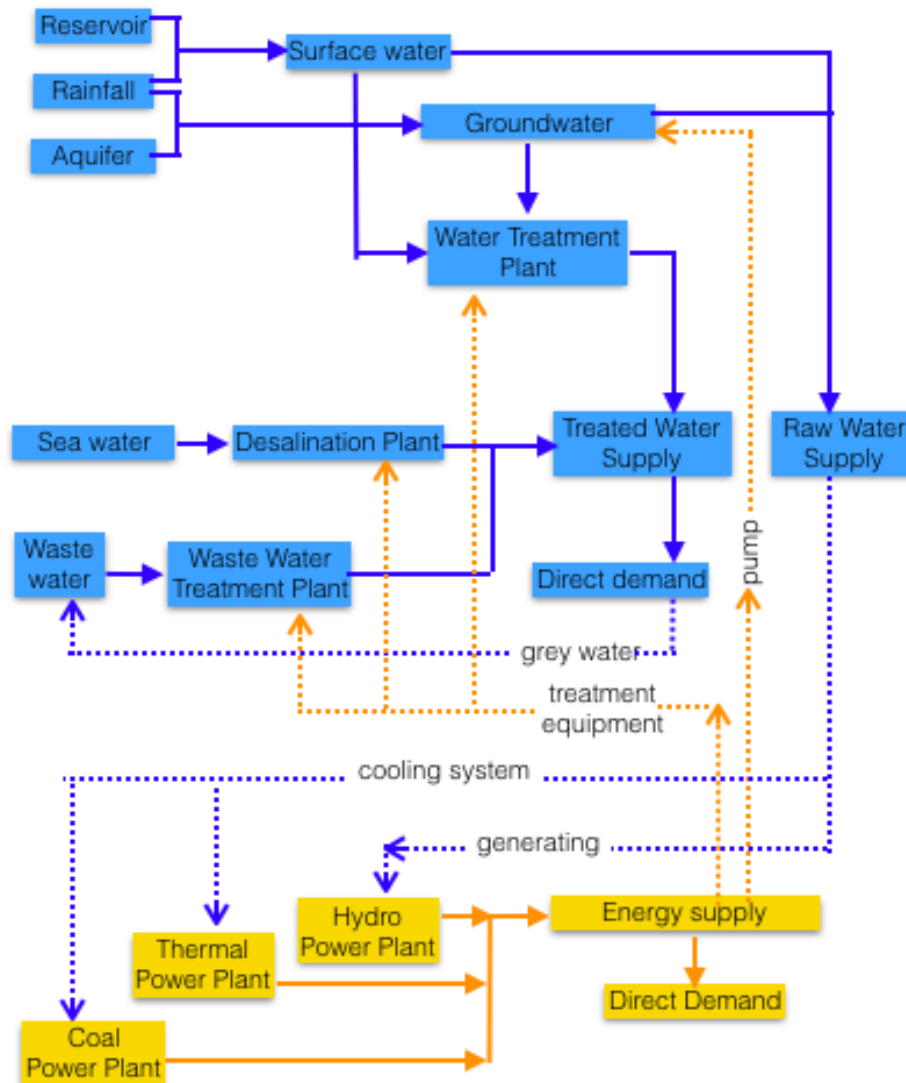 Reservoir
Surface water
Rainfall
Groundwater
Aquifer
Water Treatment
Plant
Sea water
Desalination Plant
Treated Water
Supply
Raw Water
Supply
Waste
water
Waste Water
Treatment Plant
Direct demand
pump
grey water
treatment
equipment
cooling system
generating
Hydro
Power Plant
Energy supply
Thermal
Power Plant
Direct Demand
Coal
Power Plant